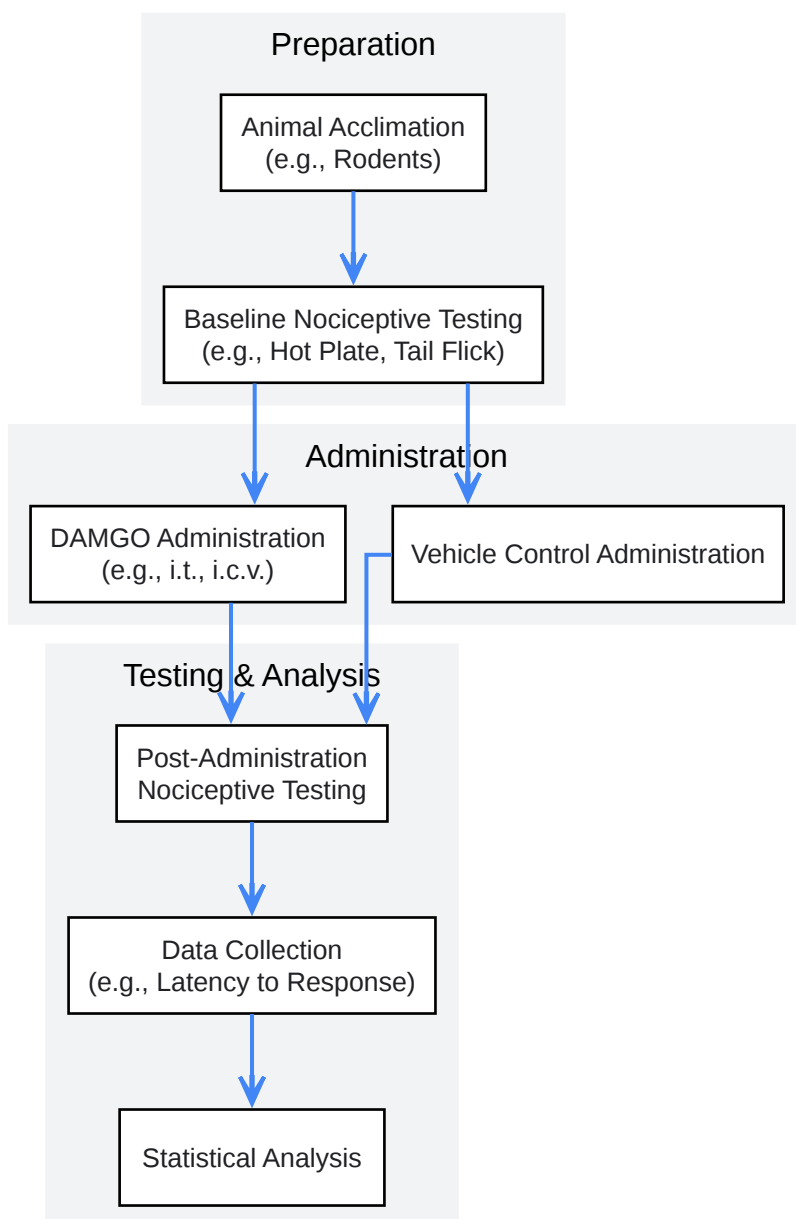 Preparation
Animal Acclimation
(e.g., Rodents)
Baseline Nociceptive Testing
(e.g., Hot Plate, Tail Flick)
Administration
DAMGO Administration
(e.g., i.t., i.c.v.)
Vehicle Control Administration
Testing & Analysis
Post-Administration
Nociceptive Testing
Data Collection
(e.g., Latency to Response)
Statistical Analysis